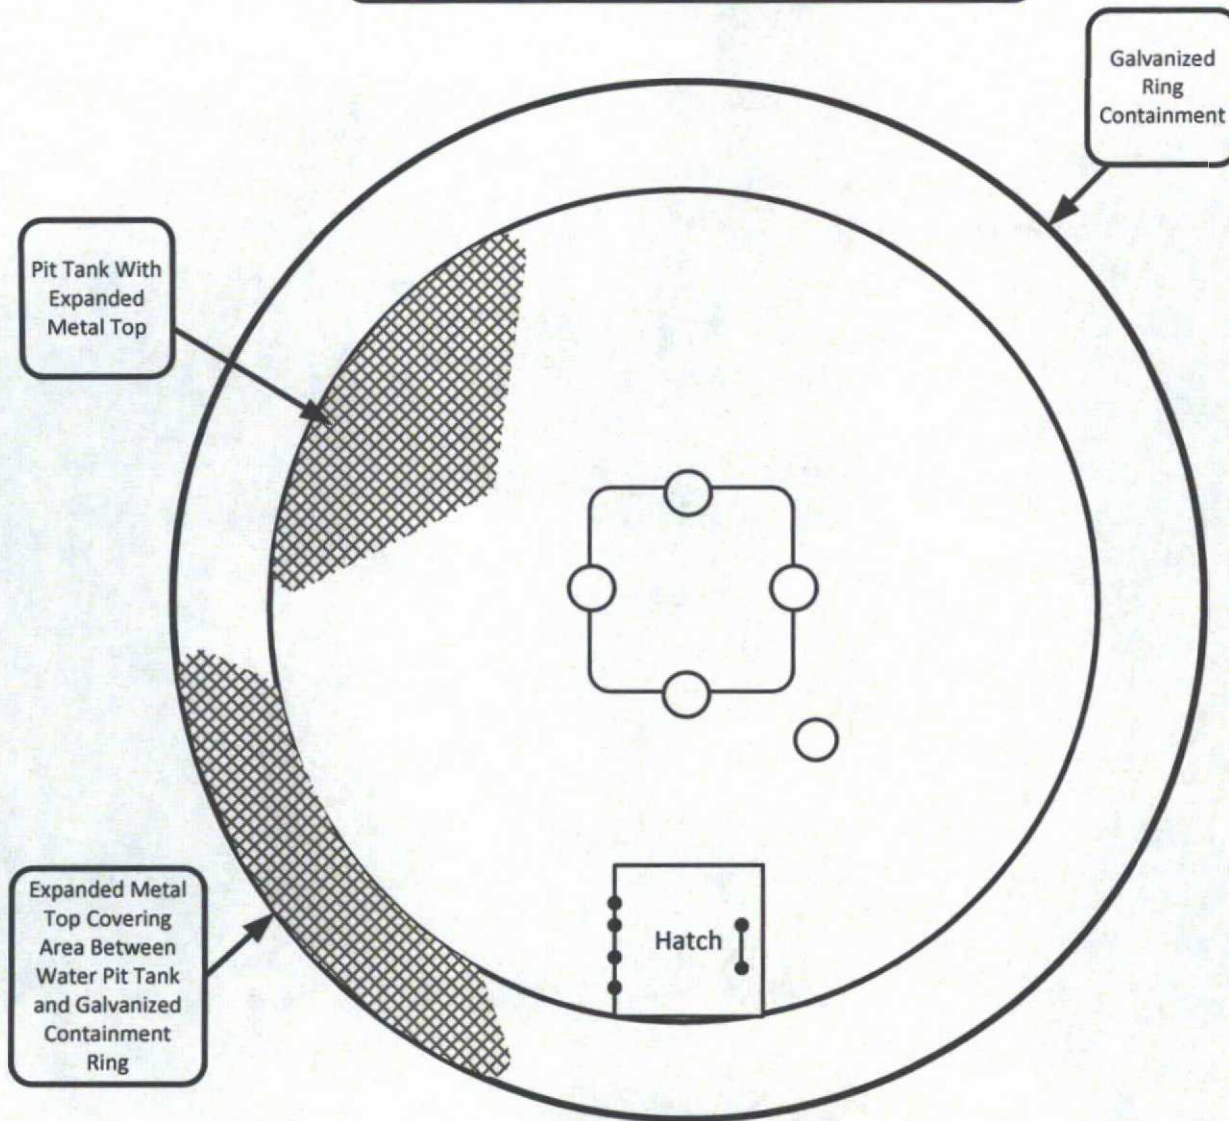 Galvanized
Ring
Containment
Pit Tank With
Expanded
Metal Top
Expanded Metal
Top Covering
Area Between
Water Pit Tank
and Galvanized
Containment
Ring
Hatch